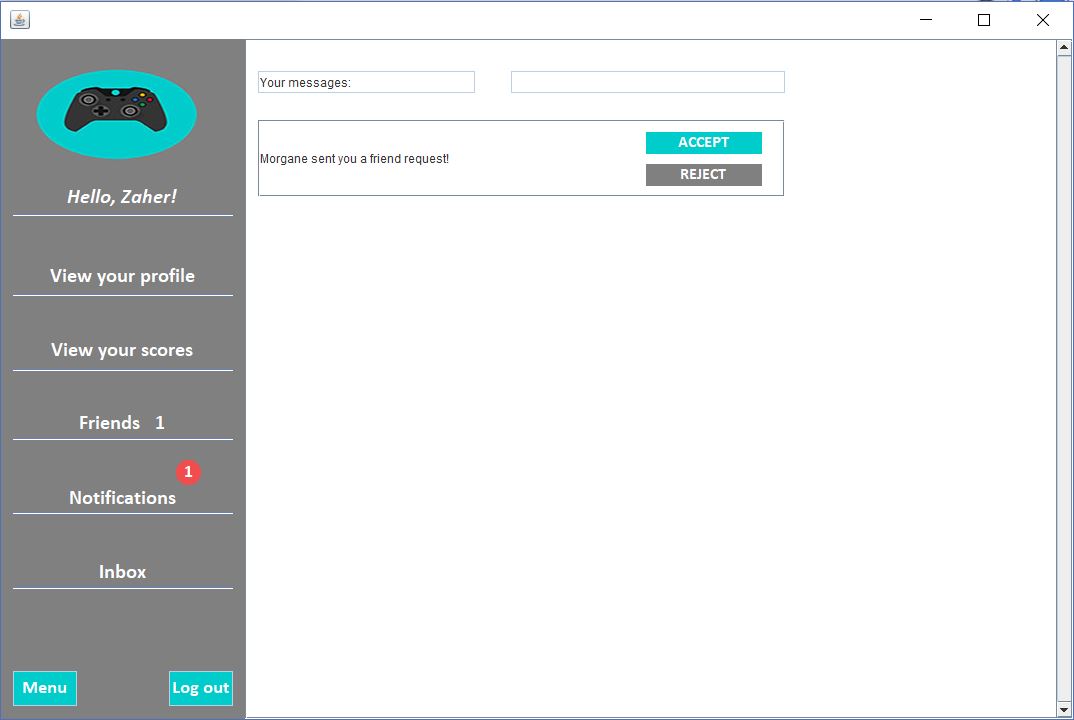 Hello, Zaher!
View your profile
View your scores
Friends 1
1
Notifications
Inbox
Menu
Log out
Your messages:
Morgane sent you a friend request!
ACCEPT
REJECT